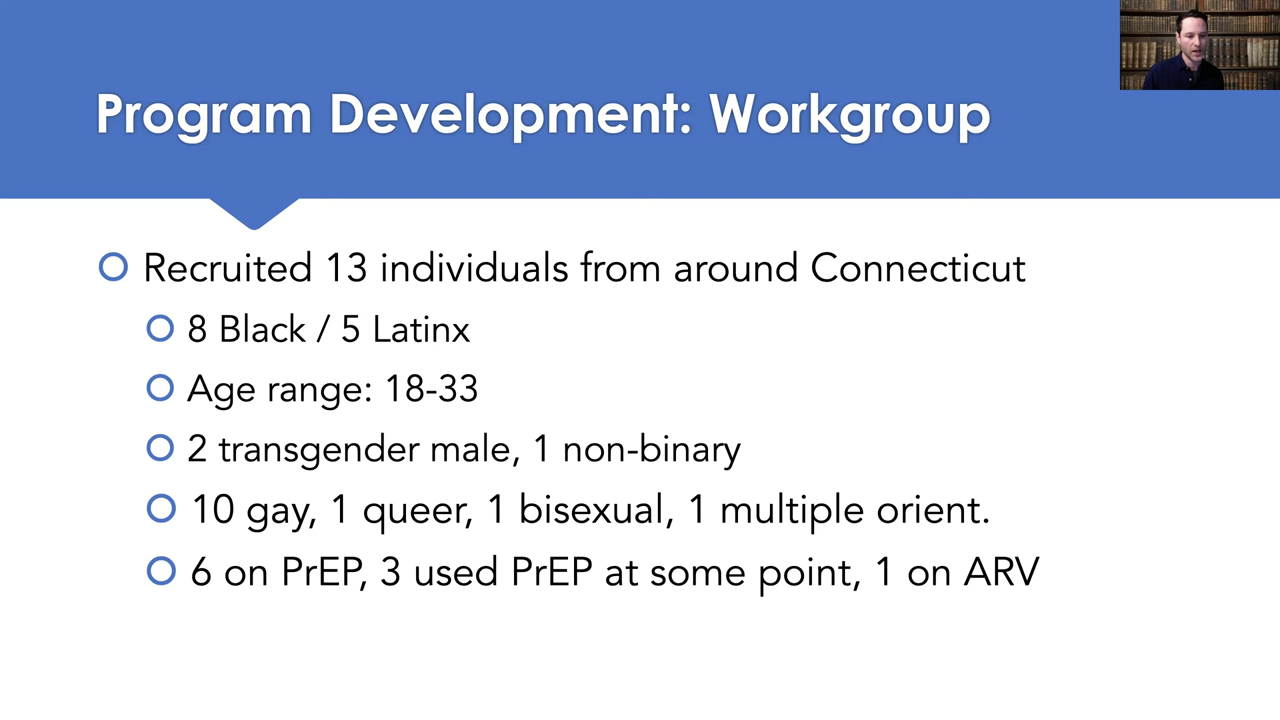 Program Development: Workgroup
Recruited 13 individuals from around Connecticut
8 Black / 5 Latinx
Age range: 18-33
2 transgender male, 1 non-binary
10 gay, 1 queer, 1 bisexual, 1 multiple orient.
6 on PrEP, 3 used PrEP at some point, 1 on ARV